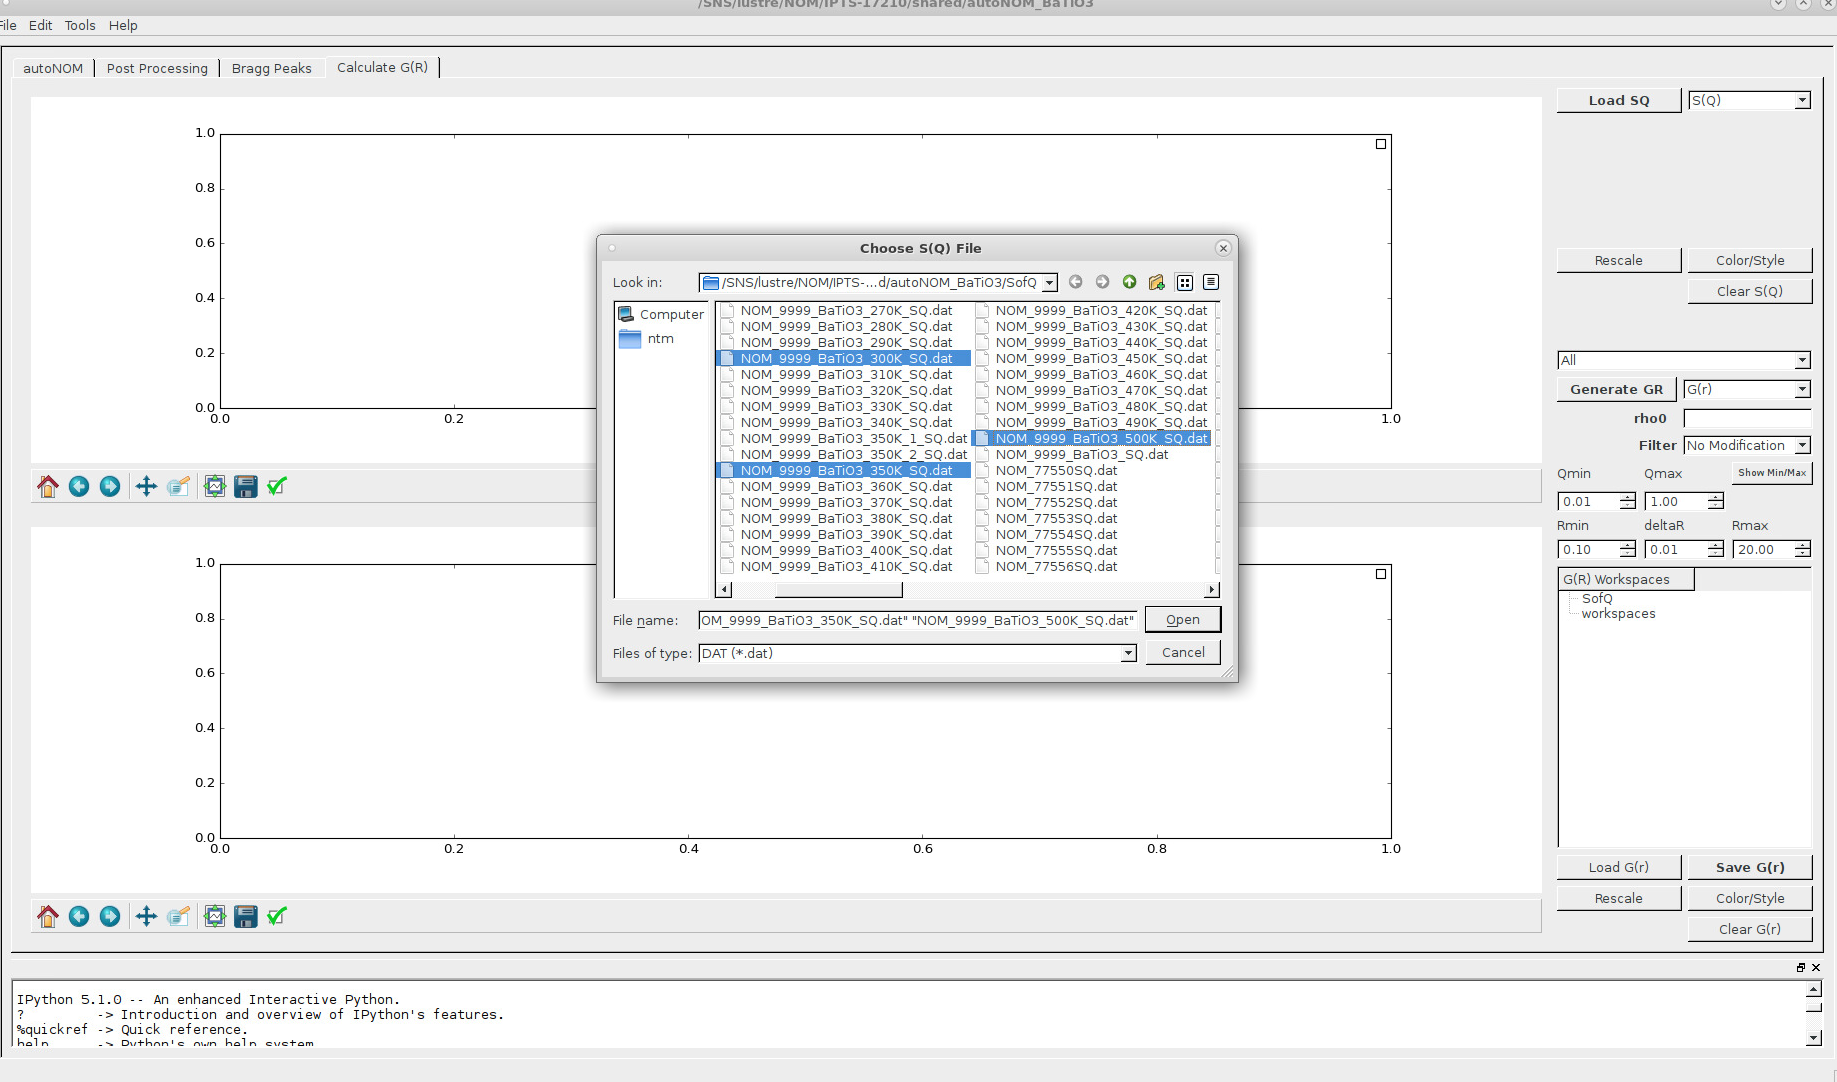 /SNS/lustre/NOM/IPTS-17210/shared/autoNOM_BaTiO3
File Edit Tools Help
autoNOM Post Processing Bragg Peaks Calculate G(R)
1.0
0.8
0.6
0.4
0.2
0.0
0.0 0.2 1.0
Load SQ S(Q)
Rescale Color/Style
Clear S(Q)
All
Generate GR G(r)
rho0
Filter No Modification
Qmin Qmax Show Min/Max
0.01 1.00
Rmin deltaR Rmax
0.10 0.01 20.00
G(R) Workspaces
SofQ
workspaces
Load G(r) Save G(r)
Rescale Color/Style
Clear G(r)
Choose S(Q) File
Look in: /SNS/lustre/NOM/IPTS-...d/autoNOM_BaTiO3/SofQ
Computer
ntm
NOM_9999_BaTiO3_270K_SQ.dat
NOM_9999_BaTiO3_280K_SQ.dat
NOM_9999_BaTiO3_290K_SQ.dat
NOM_9999_BaTiO3_300K_SQ.dat
NOM_9999_BaTiO3_310K_SQ.dat
NOM_9999_BaTiO3_320K_SQ.dat
NOM_9999_BaTiO3_330K_SQ.dat
NOM_9999_BaTiO3_340K_SQ.dat
NOM_9999_BaTiO3_350K_1_SQ.dat
NOM_9999_BaTiO3_350K_2_SQ.dat
NOM_9999_BaTiO3_350K_SQ.dat
NOM_9999_BaTiO3_360K_SQ.dat
NOM_9999_BaTiO3_370K_SQ.dat
NOM_9999_BaTiO3_380K_SQ.dat
NOM_9999_BaTiO3_390K_SQ.dat
NOM_9999_BaTiO3_400K_SQ.dat
NOM_9999_BaTiO3_410K_SQ.dat
NOM_9999_BaTiO3_420K_SQ.dat
NOM_9999_BaTiO3_430K_SQ.dat
NOM_9999_BaTiO3_440K_SQ.dat
NOM_9999_BaTiO3_450K_SQ.dat
NOM_9999_BaTiO3_460K_SQ.dat
NOM_9999_BaTiO3_470K_SQ.dat
NOM_9999_BaTiO3_480K_SQ.dat
NOM_9999_BaTiO3_490K_SQ.dat
NOM_9999_BaTiO3_500K_SQ.dat
NOM_9999_BaTiO3_SQ.dat
NOM_77550SQ.dat
NOM_77551SQ.dat
NOM_77552SQ.dat
NOM_77553SQ.dat
NOM_77554SQ.dat
NOM_77555SQ.dat
NOM_77556SQ.dat
File name: OM_9999_BaTiO3_350K_SQ.dat" "NOM_9999_BaTiO3_500K_SQ.dat" Open
Files of type: DAT (*.dat) Cancel
1.0
0.8
0.6
0.4
0.2
0.0
0.0 0.2 0.4 0.6 0.8 1.0
IPython 5.1.0 -- An enhanced Interactive Python.
? -> Introduction and overview of IPython's features.
%quickref -> Quick reference.
help -> Python's own help system